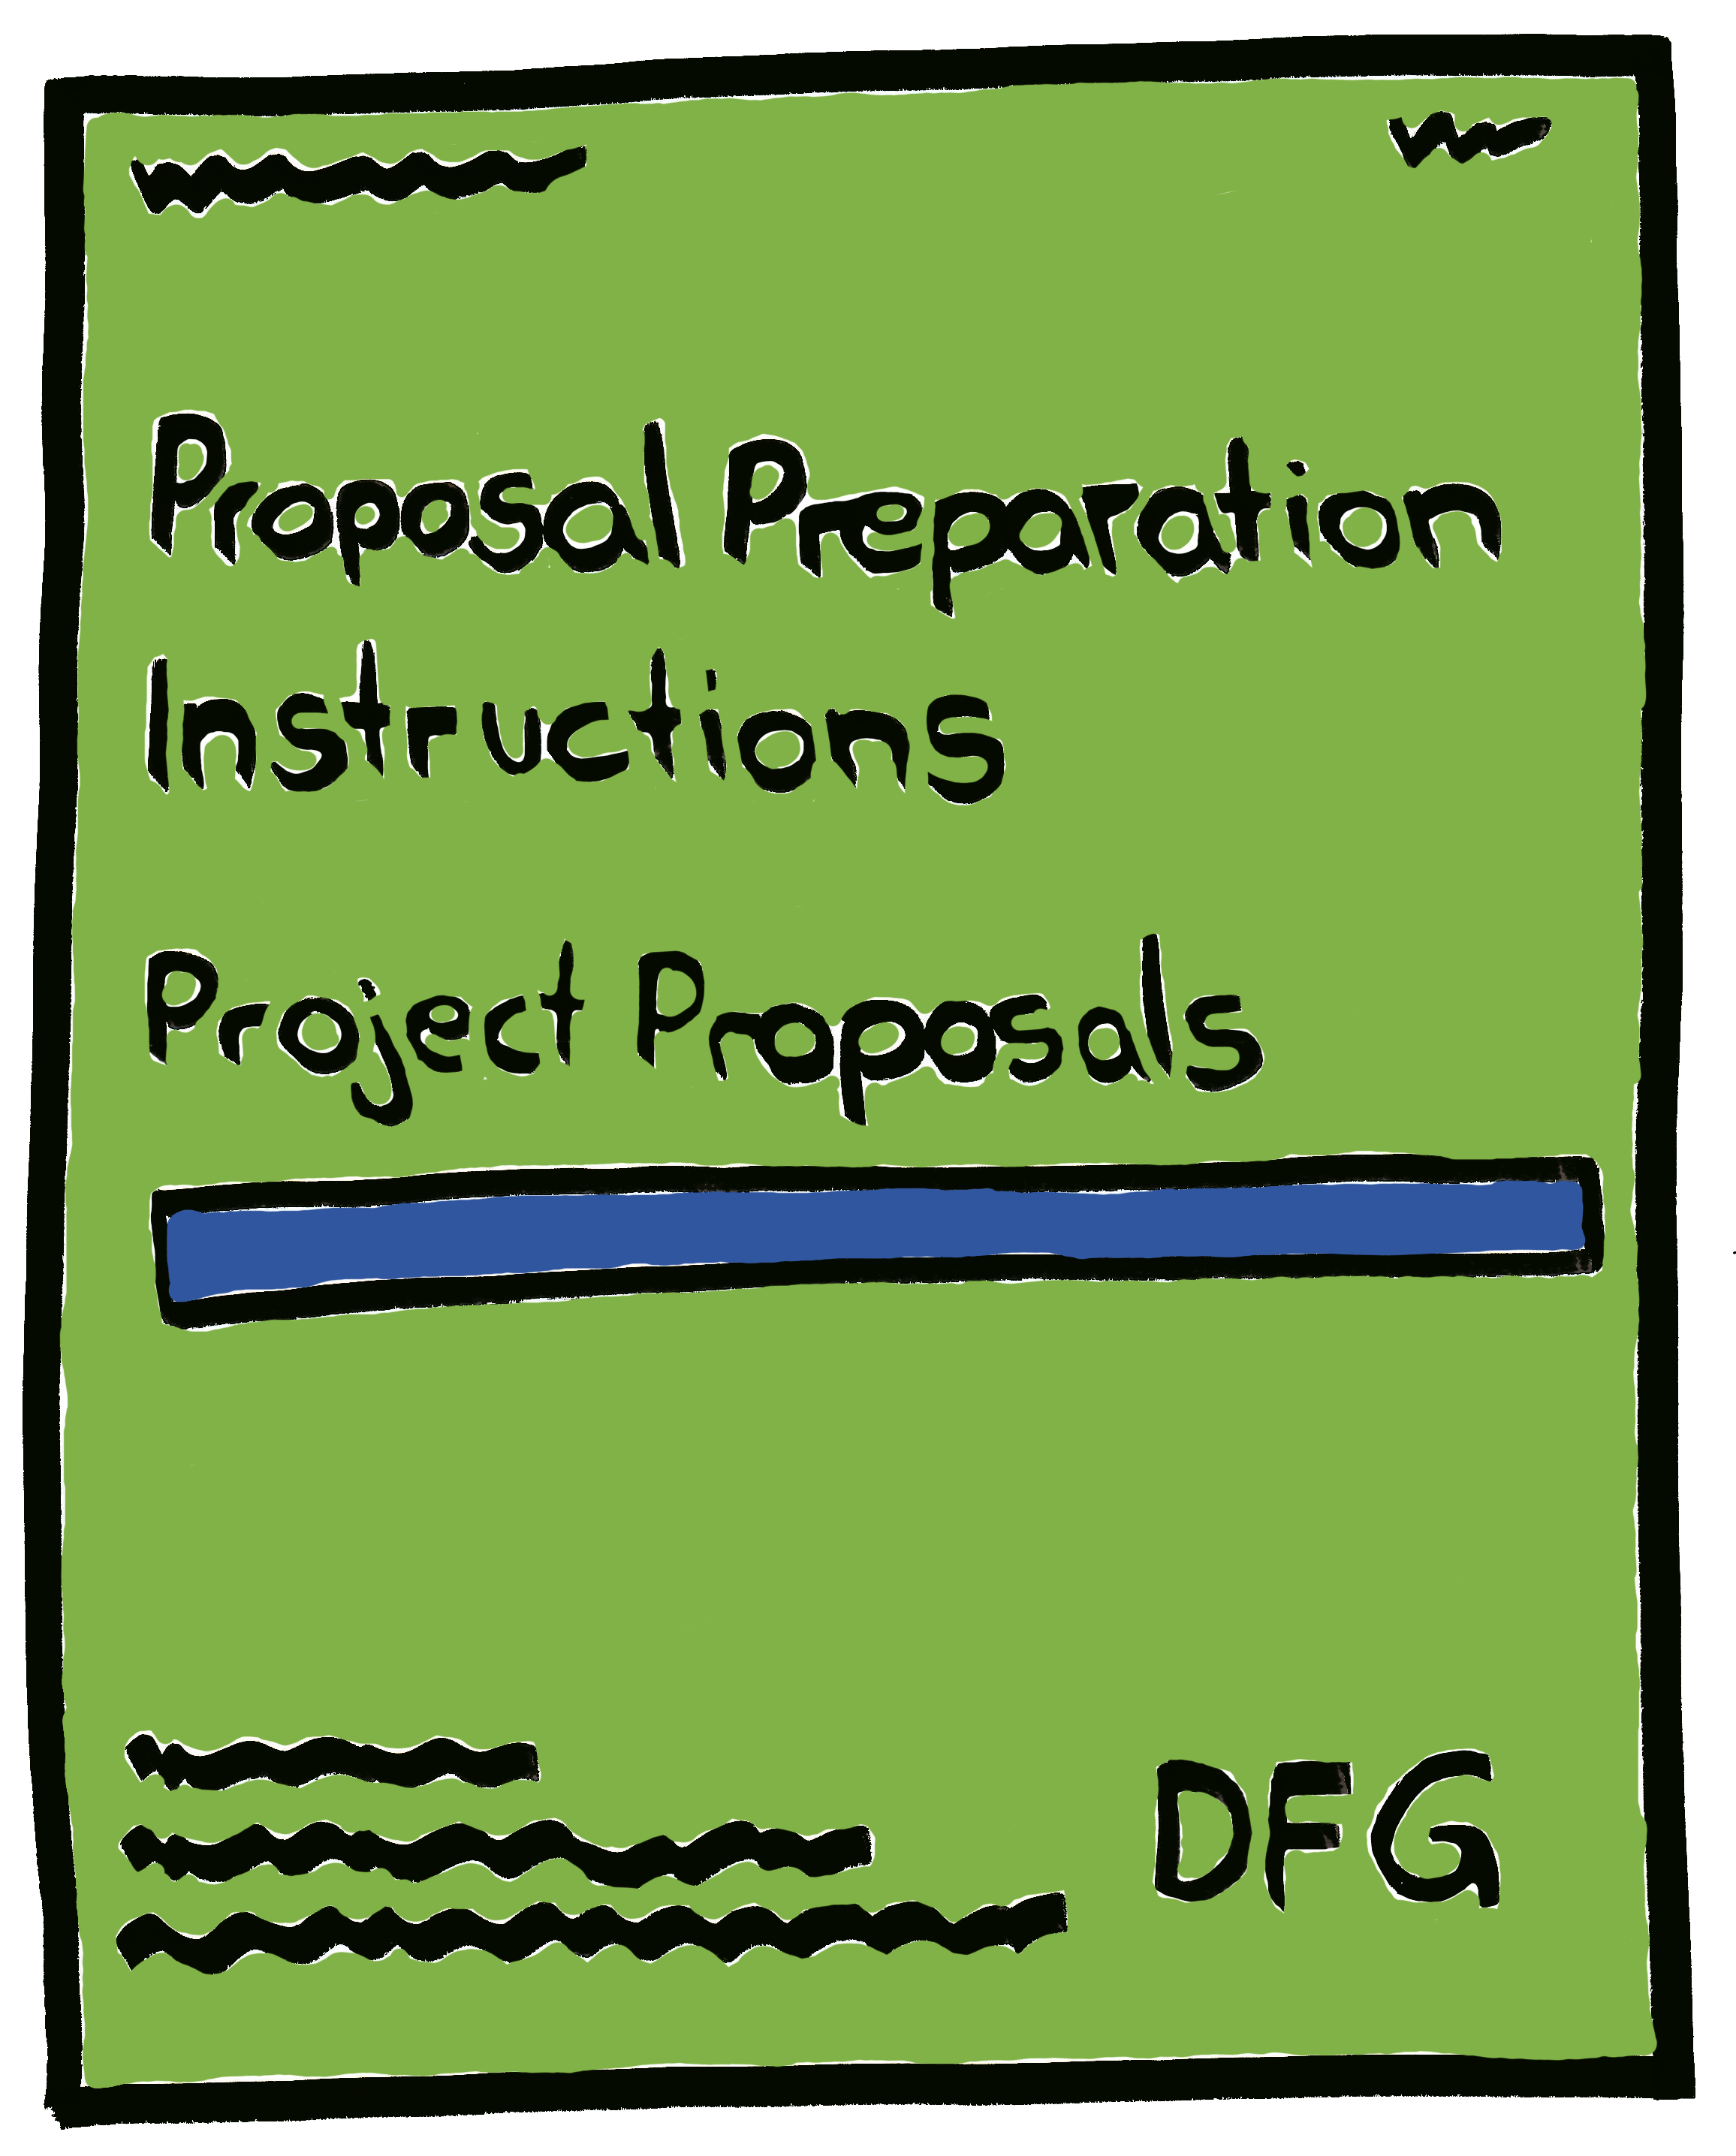 Proposal Preparation
Instructions
Project Proposals
DFG